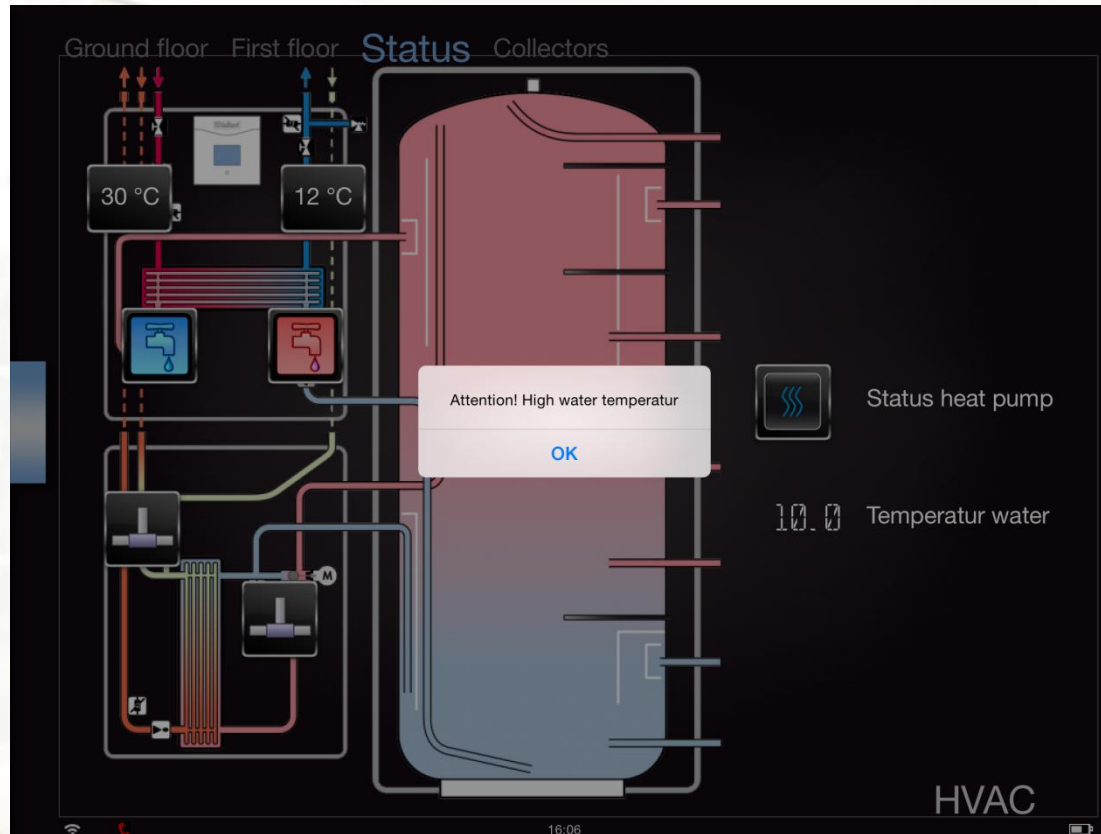 Ground floor First floor Status Collectors
Vaillant
30 °C
12 °C
Attention! High water temperatur
OK
Status heat pump
10.0 Temperatur water
M
HVAC
16:06